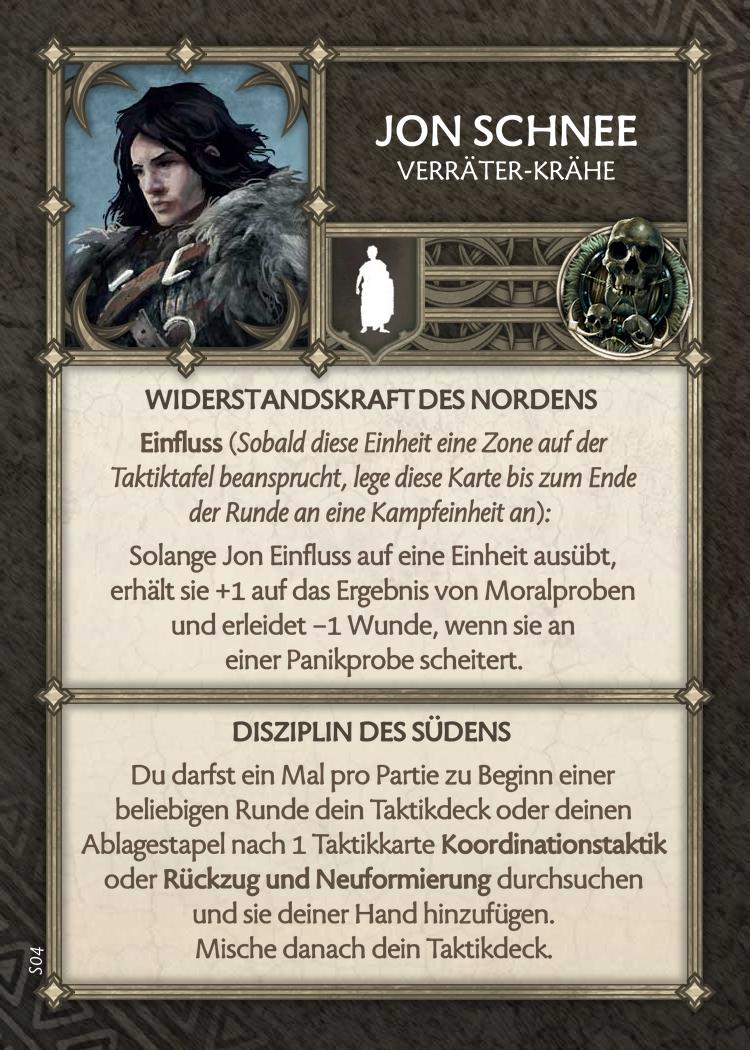 JON SCHNEE
VERRÄTER-KRÄHE
WIDERSTANDSKRAFT DES NORDENS
Einfluss (Sobald diese Einheit eine Zone auf der
Taktiktafel beansprucht, lege diese Karte bis zum Ende
der Runde an eine Kampfeinheit an):
Solange Jon Einfluss auf eine Einheit ausübt,
erhält sie +1 auf das Ergebnis von Moralproben
und erleidet –1 Wunde, wenn sie an
einer Panikprobe scheitert.
DISZIPLIN DES SÜDENS
Du darfst ein Mal pro Partie zu Beginn einer
beliebigen Runde dein Taktikdeck oder deinen
Ablagestapel nach 1 Taktikkarte Koordinationstaktik
oder Rückzug und Neuformierung durchsuchen
und sie deiner Hand hinzufügen.
Mische danach dein Taktikdeck.
S04